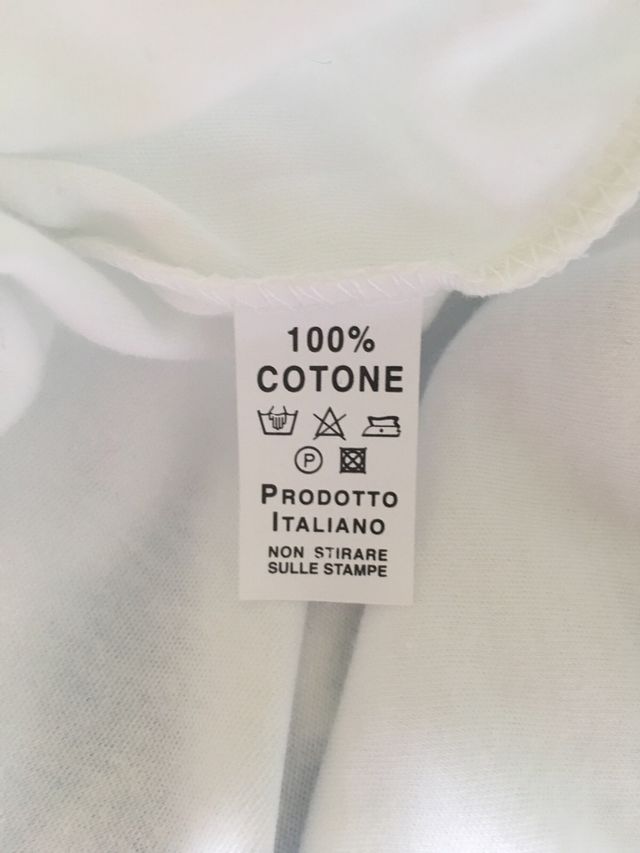 100%
COTONE
P
PRODOTTO
ITALIANO
NON STIRARE
SULLE STAMPE